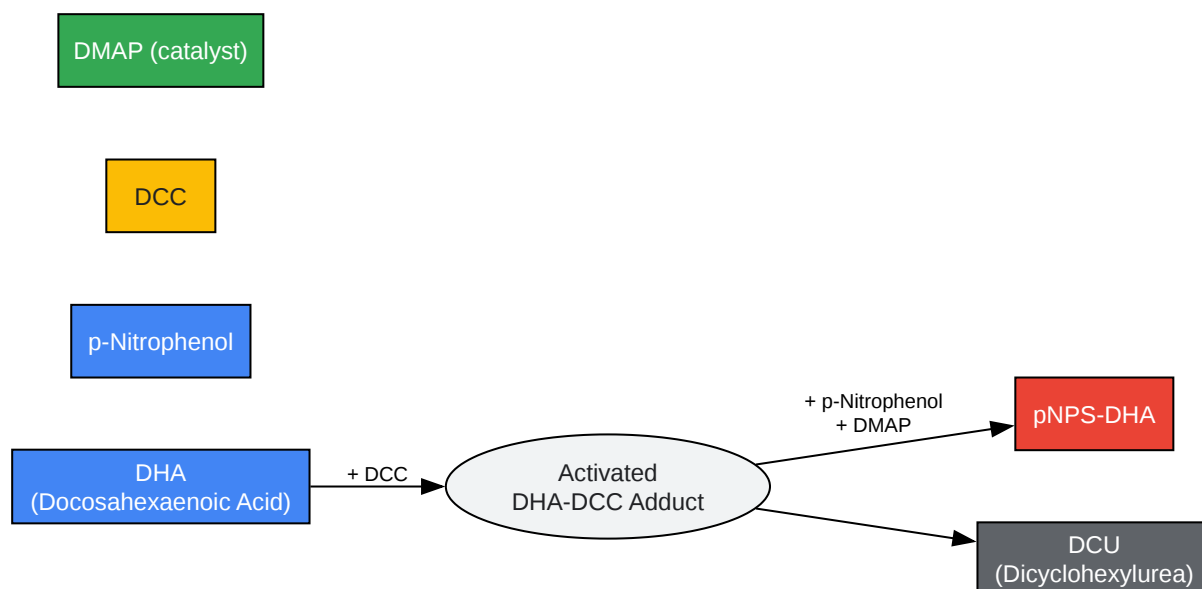 DMAP (catalyst)
DCC
p-Nitrophenol
DHA
(Docosahexaenoic Acid)
+ DCC
Activated
DHA-DCC Adduct
+ p-Nitrophenol
+ DMAP
pNPS-DHA
DCU
(Dicyclohexylurea)